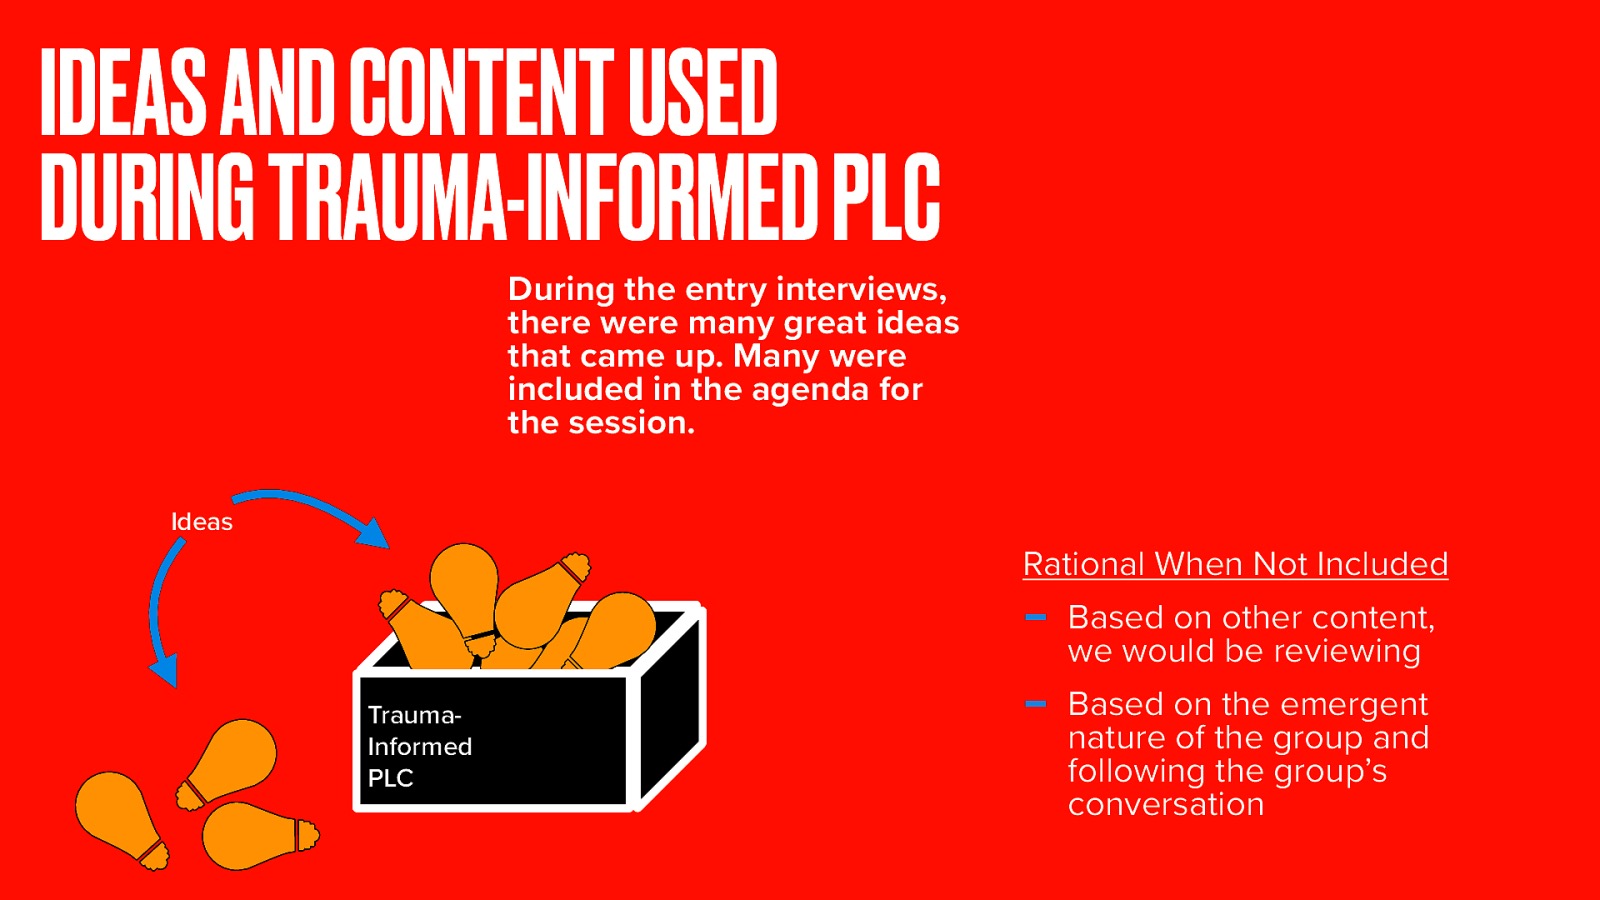 IDEAS AND CONTENT USED
DURING TRAUMA-INFORMED PLC
During the entry interviews,
there were many great ideas
that came up. Many were
included in the agenda for
the session.
Ideas
Trauma-
Informed
PLC
Rational When Not Included
Based on other content,
we would be reviewing
Based on the emergent
nature of the group and
following the group’s
conversation